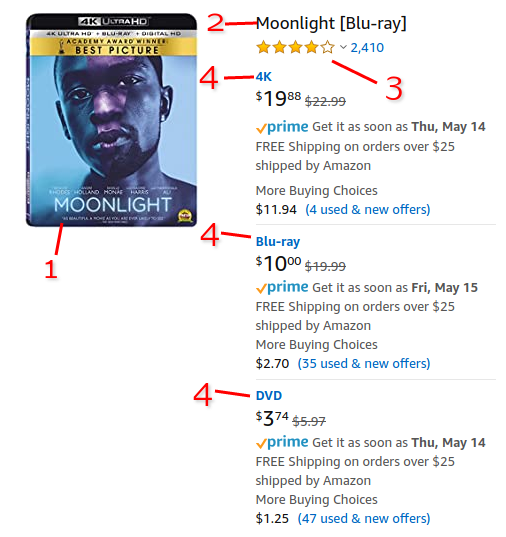 4K ULTRAHD
4K ULTRA HD + BLU-RAY + DIGITAL HD
ACADEMY AWARD WINNER
BEST PICTURE
RHODES HOLLAND MONAE HARRIS ALI
MOONLIGHT
1
2
Moonlight [Blu-ray]
2,410
3
4
4K
$19 88 $22.99
prime Get it as soon as Thu, May 14
FREE Shipping on orders over $25
shipped by Amazon
More Buying Choices
$11.94 (4 used & new offers)
4
Blu-ray
$10 00 $19.99
prime Get it as soon as Fri, May 15
FREE Shipping on orders over $25
shipped by Amazon
More Buying Choices
$2.70 (35 used & new offers)
4
DVD
$3 74 $5.97
prime Get it as soon as Thu, May 14
FREE Shipping on orders over $25
shipped by Amazon
More Buying Choices
$1.25 (47 used & new offers)